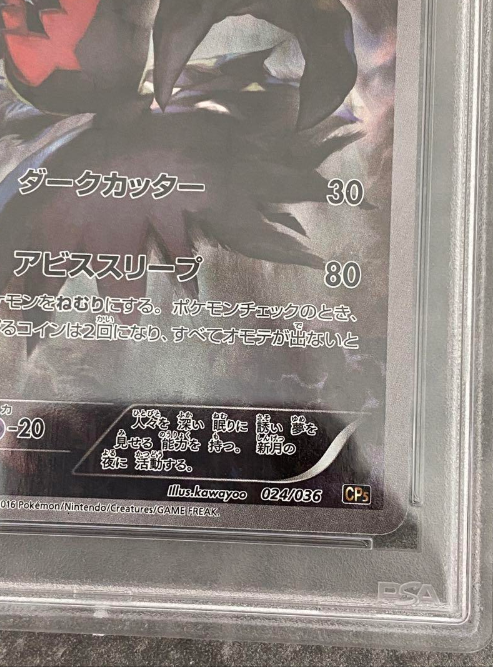 ダークカッター 30
アビススリープ 80
ケモンをねむりにする。ポケモンチェックのとき、
るコインは2回になり、すべてオモテが出ないと
カ
-20
人々を 深い 眠りに 誘い 夢を
見せる 能力を 持つ。 新月の
夜に 活動する。
Illus.kawayoo 024/036 CP5
2016 Pokémon/Nintendo/Creatures/GAME FREAK.
PSA